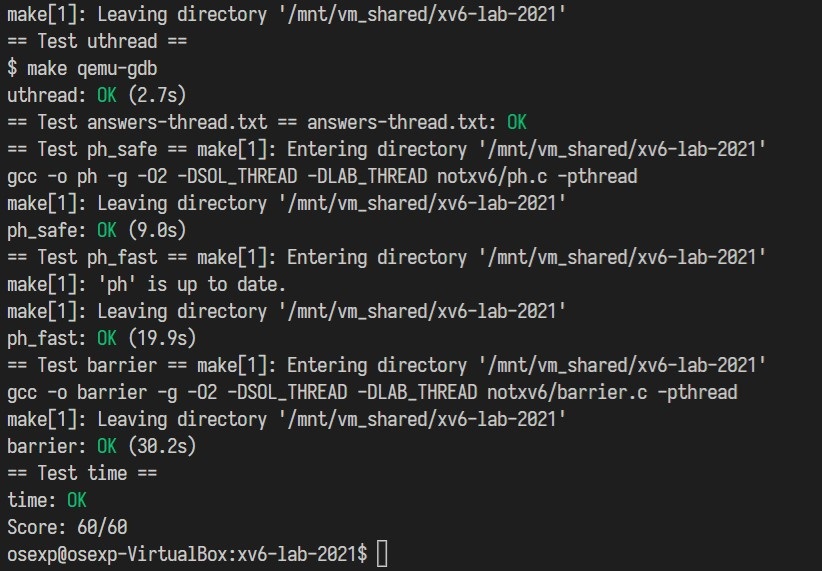 make[1]: Leaving directory '/mnt/vm_shared/xv6-lab-2021'
== Test uthread ==
$ make qemu-gdb
uthread: OK (2.7s)
== Test answers-thread.txt == answers-thread.txt: OK
== Test ph_safe == make[1]: Entering directory '/mnt/vm_shared/xv6-lab-2021'
gcc -o ph -g -O2 -DSOL_THREAD -DLAB_THREAD notxv6/ph.c -pthread
make[1]: Leaving directory '/mnt/vm_shared/xv6-lab-2021'
ph_safe: OK (9.0s)
== Test ph_fast == make[1]: Entering directory '/mnt/vm_shared/xv6-lab-2021'
make[1]: 'ph' is up to date.
make[1]: Leaving directory '/mnt/vm_shared/xv6-lab-2021'
ph_fast: OK (19.9s)
== Test barrier == make[1]: Entering directory '/mnt/vm_shared/xv6-lab-2021'
gcc -o barrier -g -O2 -DSOL_THREAD -DLAB_THREAD notxv6/barrier.c -pthread
make[1]: Leaving directory '/mnt/vm_shared/xv6-lab-2021'
barrier: OK (30.2s)
== Test time ==
time: OK
Score: 60/60
osexp@osexp-VirtualBox:xv6-lab-2021$